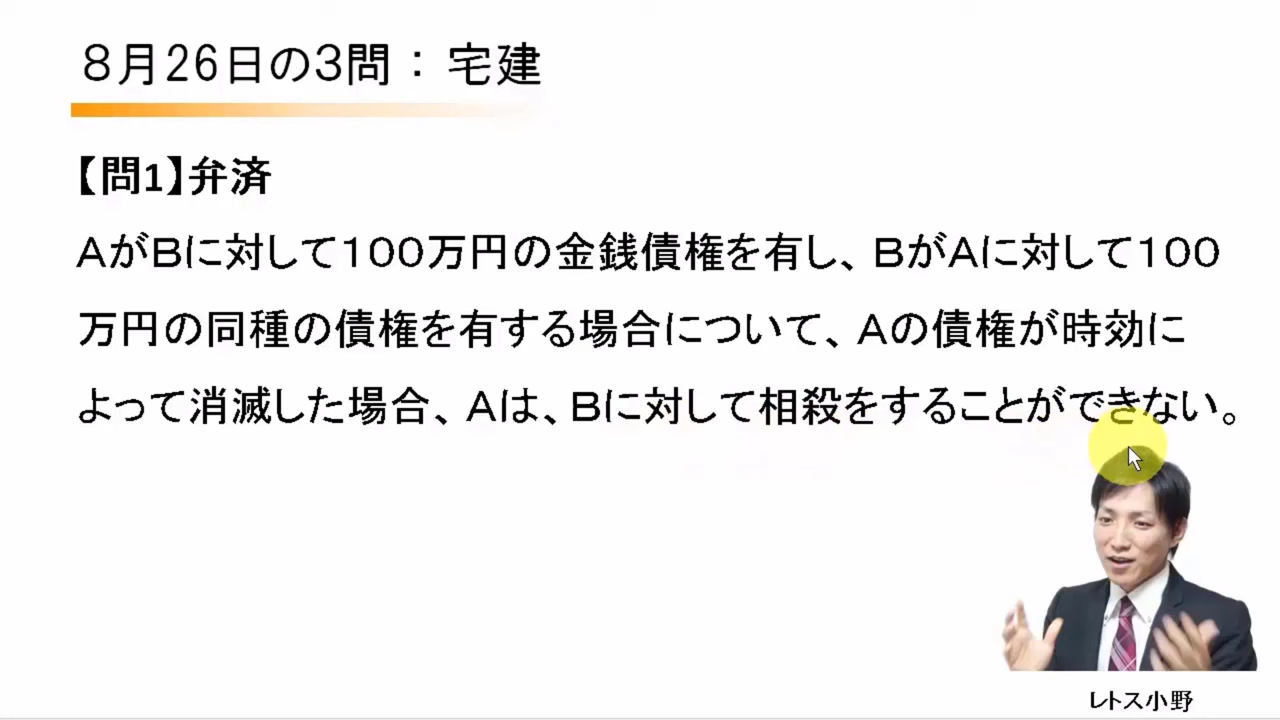 ８月26日の3問：宅建
【問1】弁済
ＡがＢに対して１００万円の金銭債権を有し、ＢがＡに対して１００
万円の同種の債権を有する場合について、Ａの債権が時効に
よって消滅した場合、Ａは、Ｂに対して相殺をすることができない。
レトス小野